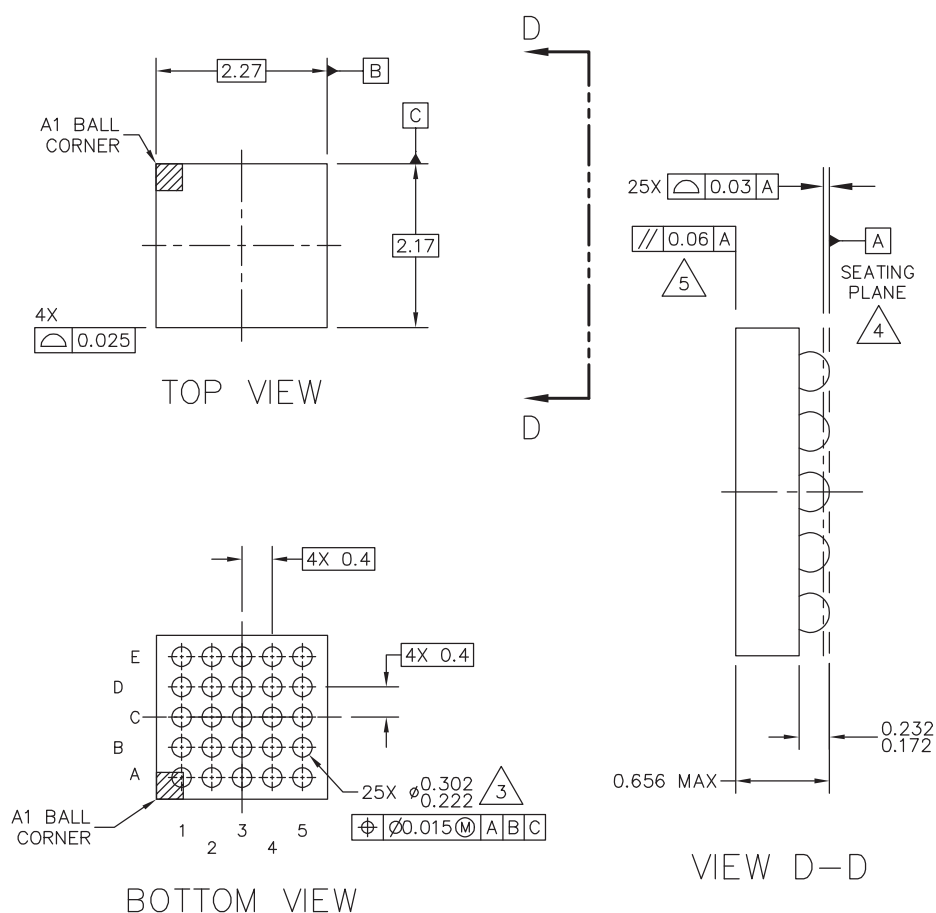 D
2.27
B
A1 BALL
CORNER
C
2.17
4X
⌓ 0.025
TOP VIEW
D
25X ⌓ 0.03 A
// 0.06 A
5
A
SEATING
PLANE
4
4X 0.4
E
D
C
B
A
4X 0.4
25X ⌀0.302
0.222
3
⌖ ⌀0.015 Ⓜ A B C
A1 BALL
CORNER
1
2
3
4
5
BOTTOM VIEW
0.232
0.172
0.656 MAX
VIEW D-D